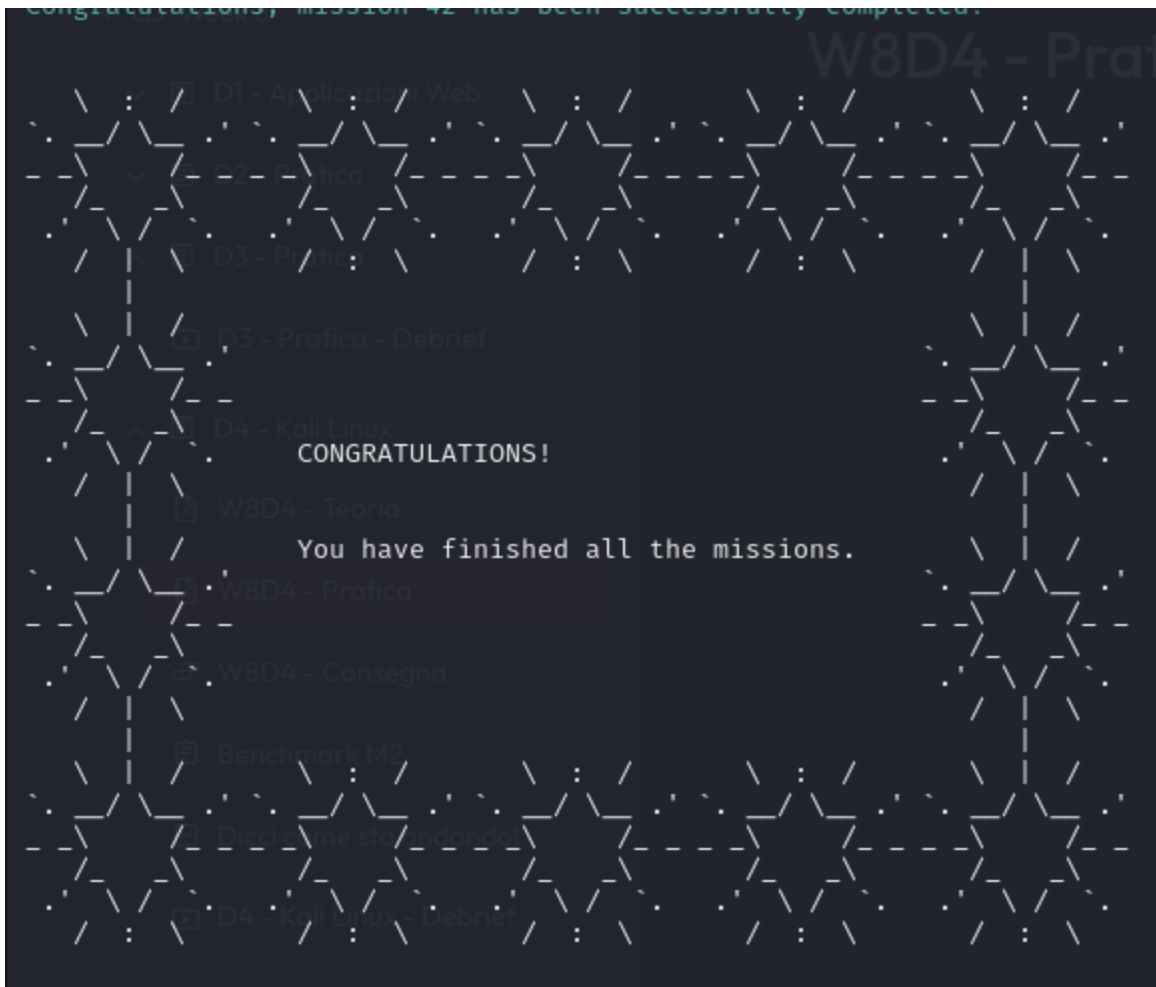 Congratulations, mission 42 has been successfully completed.
W8D4 - Prat
D1 - Applicazioni Web
D2 - Pratica
D3 - Pratica
D3 - Pratica - Debrief
D4 - Kali Linux
CONGRATULATIONS!
W8D4 - Teoria
You have finished all the missions.
W8D4 - Pratica
W8D4 - Consegna
Benchmark M2
Dicci come sta andando!
D4 - Kali Linux - Debrief